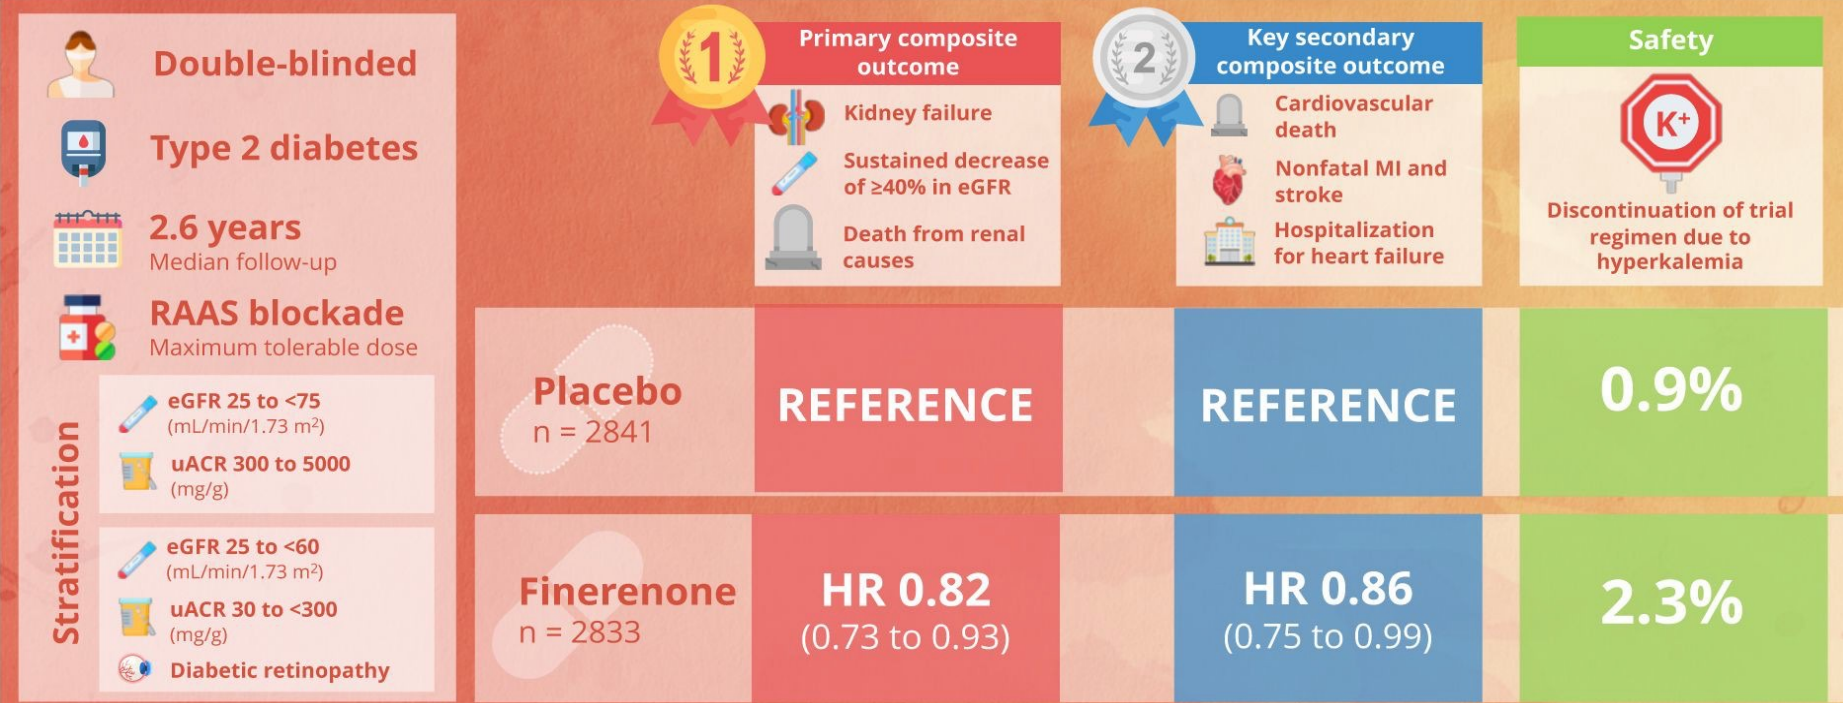 Double-blinded
Type 2 diabetes
2.6 years
Median follow-up
RAAS blockade
Maximum tolerable dose
Stratification
eGFR 25 to <75
(mL/min/1.73 m²)
uACR 300 to 5000
(mg/g)
eGFR 25 to <60
(mL/min/1.73 m²)
uACR 30 to <300
(mg/g)
Diabetic retinopathy
1
Primary composite
outcome
Kidney failure
Sustained decrease
of ≥40% in eGFR
Death from renal
causes
2
Key secondary
composite outcome
Cardiovascular
death
Nonfatal MI and
stroke
Hospitalization
for heart failure
Safety
K+
Discontinuation of trial
regimen due to
hyperkalemia
Placebo
n = 2841
REFERENCE
REFERENCE
0.9%
Finerenone
n = 2833
HR 0.82
(0.73 to 0.93)
HR 0.86
(0.75 to 0.99)
2.3%